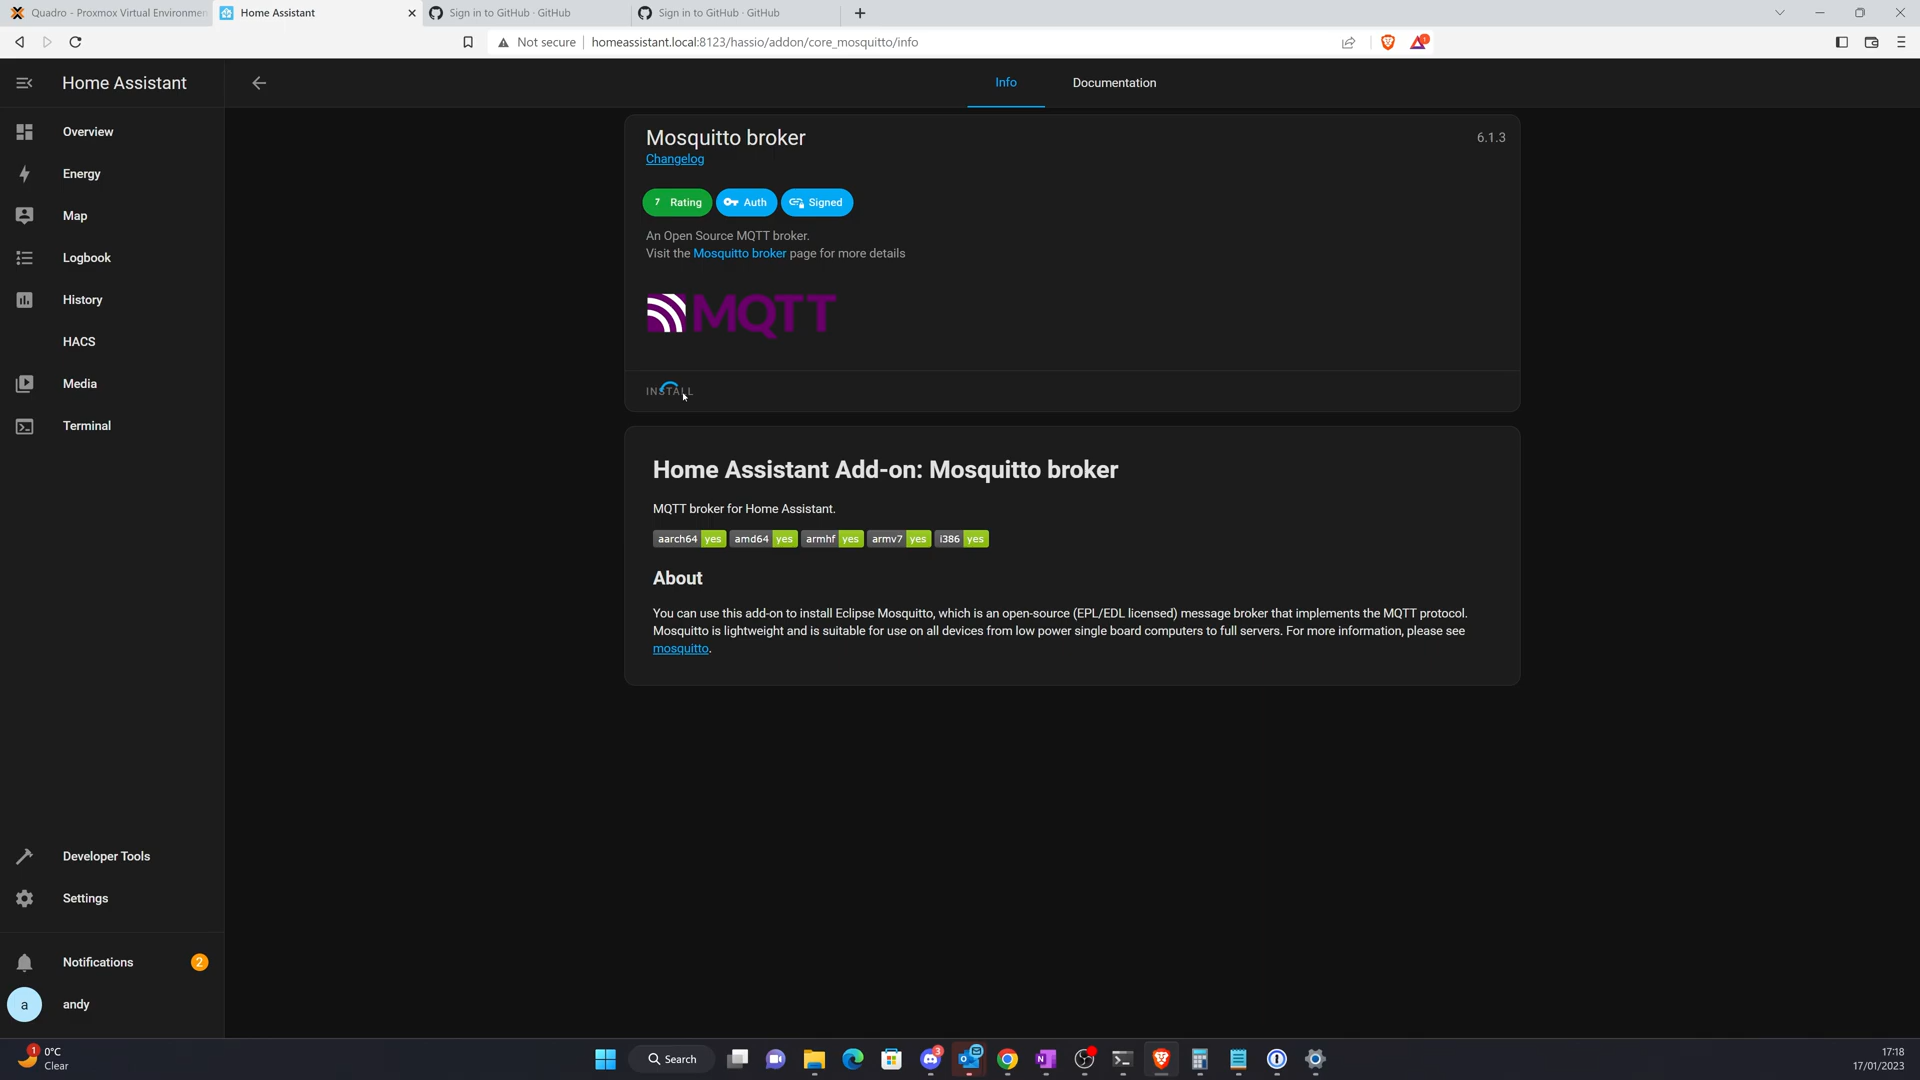 Quadro - Proxmox Virtual Environmen
Home Assistant
Sign in to GitHub · GitHub
Sign in to GitHub · GitHub
Not secure
homeassistant.local:8123/hassio/addon/core_mosquitto/info
1
Home Assistant
Info
Documentation
Overview
Energy
Map
Logbook
History
HACS
Media
Terminal
Developer Tools
Settings
Notifications
2
a
andy
Mosquitto broker
6.1.3
Changelog
7 Rating
Auth
Signed
An Open Source MQTT broker.
Visit the Mosquitto broker page for more details
MQTT
INSTALL
Home Assistant Add-on: Mosquitto broker
MQTT broker for Home Assistant.
aarch64 yes amd64 yes armhf yes armv7 yes i386 yes
About
You can use this add-on to install Eclipse Mosquitto, which is an open-source (EPL/EDL licensed) message broker that implements the MQTT protocol.
Mosquitto is lightweight and is suitable for use on all devices from low power single board computers to full servers. For more information, please see
mosquitto.
1
0°C
Clear
Search
3
17:18
17/01/2023